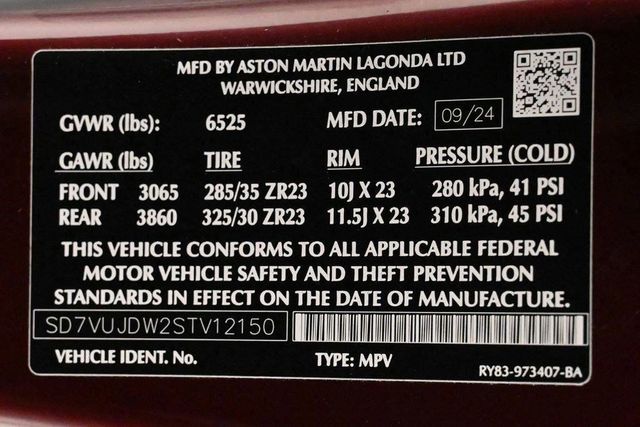 MFD BY ASTON MARTIN LAGONDA LTD
WARWICKSHIRE, ENGLAND
GVWR (lbs): 6525 MFD DATE: 09/24
GAWR (lbs) TIRE RIM PRESSURE (COLD)
FRONT 3065 285/35 ZR23 10J X 23 280 kPa, 41 PSI
REAR 3860 325/30 ZR23 11.5J X 23 310 kPa, 45 PSI
THIS VEHICLE CONFORMS TO ALL APPLICABLE FEDERAL
MOTOR VEHICLE SAFETY AND THEFT PREVENTION
STANDARDS IN EFFECT ON THE DATE OF MANUFACTURE.
SD7VUJDW2STV12150
VEHICLE IDENT. No. TYPE: MPV RY83-973407-BA